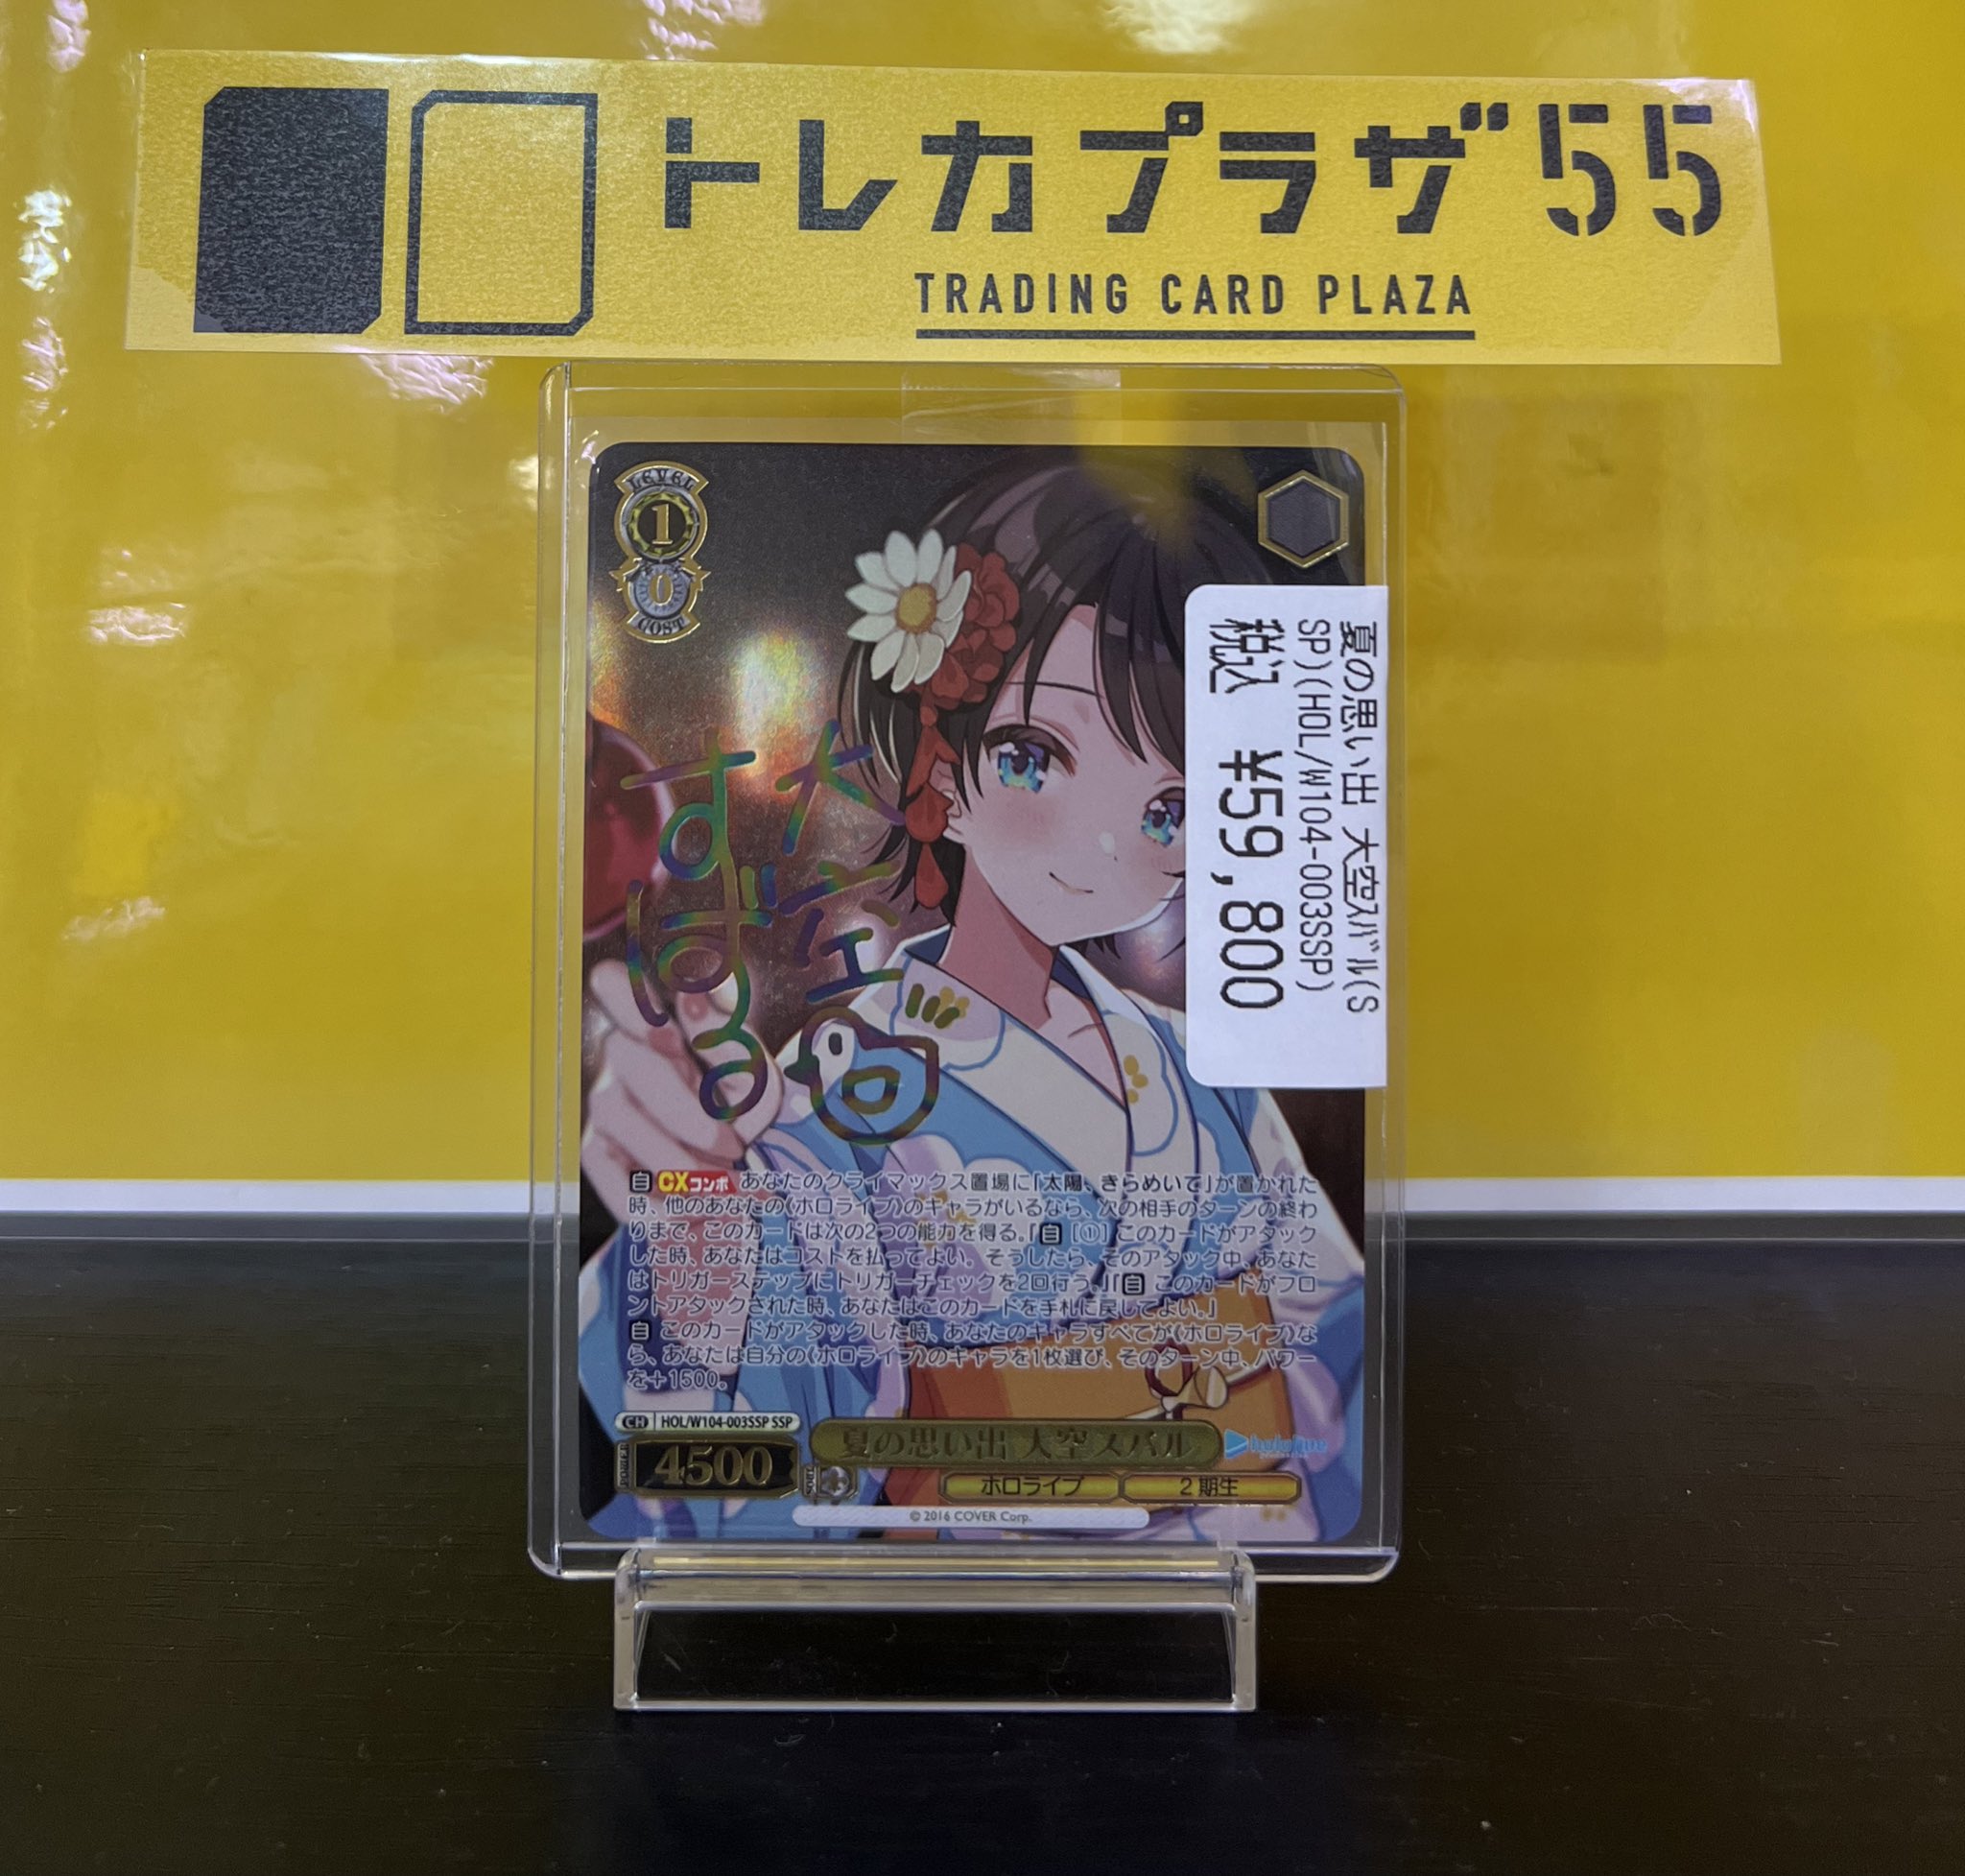 トレカプラザ55
TRADING CARD PLAZA
LEVEL
1
0
COST
夏の思い出 大空スバル(S
SP)(HOL/W104-003SSP)
税込 ¥59,800
大空
すばる
自 CXコンボ あなたのクライマックス置場に「太陽、きらめいて」が置かれた
時、他のあなたの《ホロライブ》のキャラがいるなら、次の相手のターンの終わ
りまで、このカードは次の2つの能力を得る。「自 [①] このカードがアタック
した時、あなたはコストを払ってよい。そうしたら、そのアタック中、あなた
はトリガーステップにトリガーチェックを2回行う。」「自 このカードがフロ
ントアタックされた時、あなたはこのカードを手札に戻してよい。」
自 このカードがアタックした時、あなたのキャラすべてが《ホロライブ》な
ら、あなたは自分の《ホロライブ》のキャラを1枚選び、そのターン中、パワー
を+1500。
CH HOL/W104-003SSP SSP
夏の思い出 大空スバル
hololive
POWER 4500 SOUL
ホロライブ 2期生
© 2016 COVER Corp.